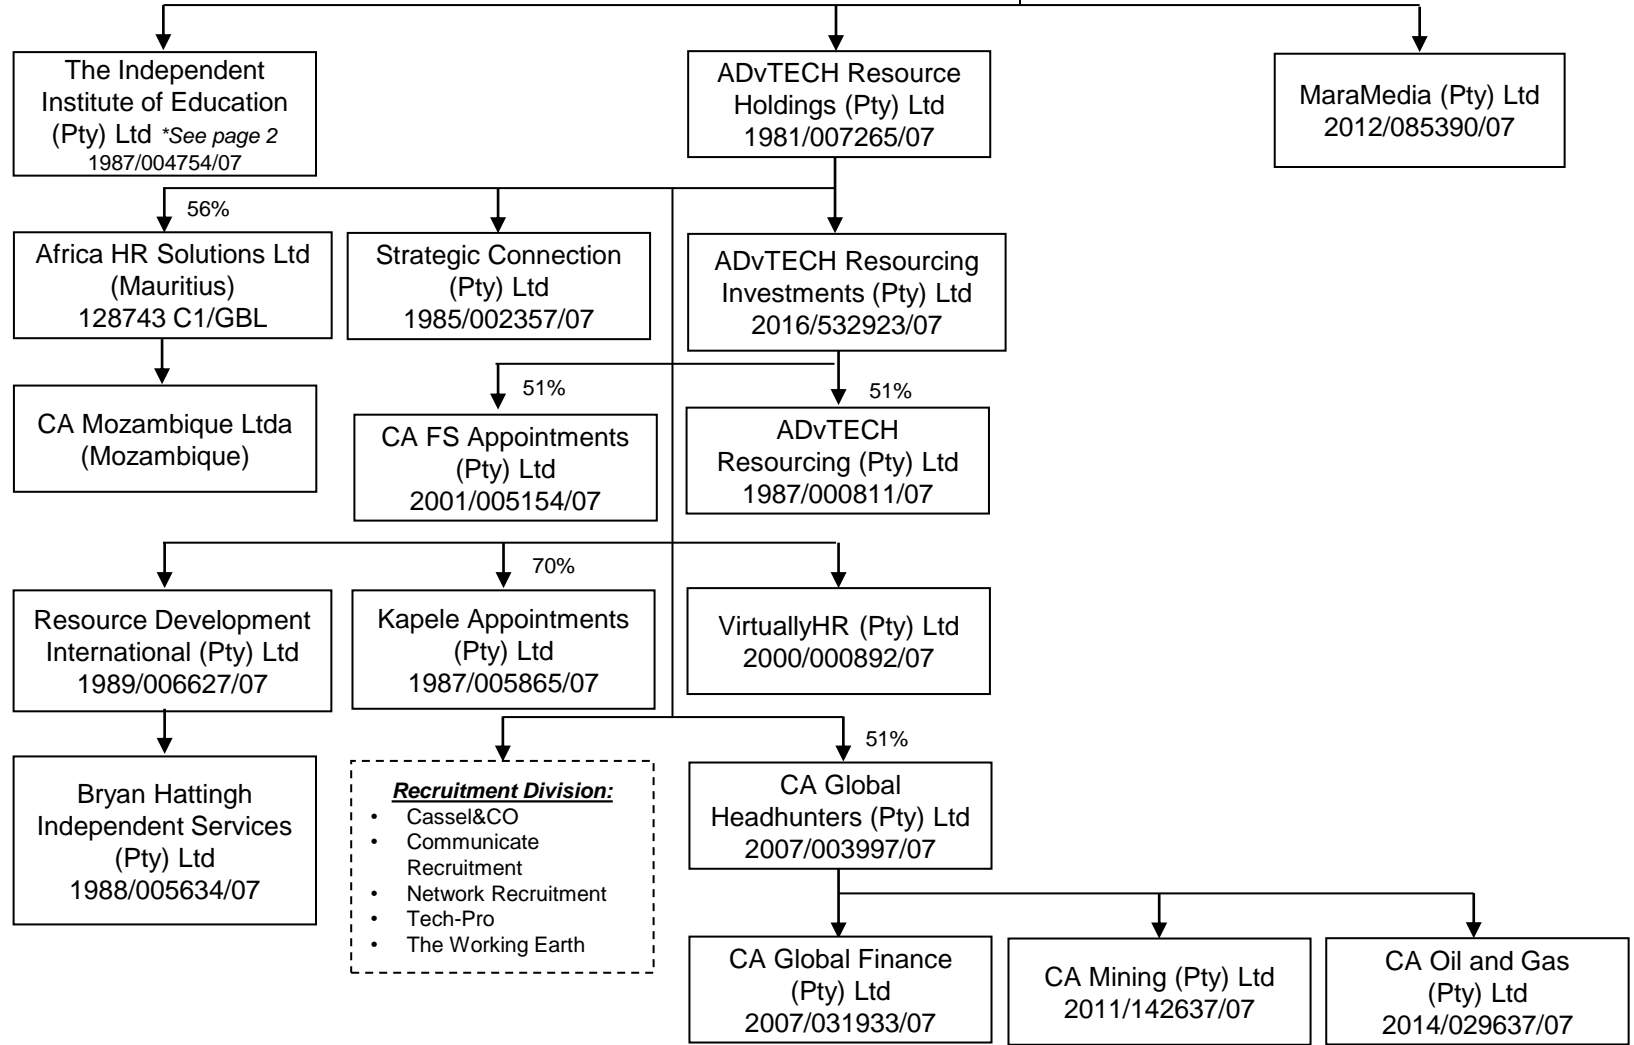 The Independent
Institute of Education
(Pty) Ltd *See page 2
1987/004754/07
ADvTECH Resource
Holdings (Pty) Ltd
1981/007265/07
MaraMedia (Pty) Ltd
2012/085390/07
56%
Africa HR Solutions Ltd
(Mauritius)
128743 C1/GBL
Strategic Connection
(Pty) Ltd
1985/002357/07
ADvTECH Resourcing
Investments (Pty) Ltd
2016/532923/07
51%
51%
CA Mozambique Ltda
(Mozambique)
CA FS Appointments
(Pty) Ltd
2001/005154/07
ADvTECH
Resourcing (Pty) Ltd
1987/000811/07
70%
Resource Development
International (Pty) Ltd
1989/006627/07
Kapele Appointments
(Pty) Ltd
1987/005865/07
VirtuallyHR (Pty) Ltd
2000/000892/07
51%
Bryan Hattingh
Independent Services
(Pty) Ltd
1988/005634/07
Recruitment Division:
• Cassel&CO
• Communicate
Recruitment
• Network Recruitment
• Tech-Pro
• The Working Earth
CA Global
Headhunters (Pty) Ltd
2007/003997/07
CA Global Finance
(Pty) Ltd
2007/031933/07
CA Mining (Pty) Ltd
2011/142637/07
CA Oil and Gas
(Pty) Ltd
2014/029637/07